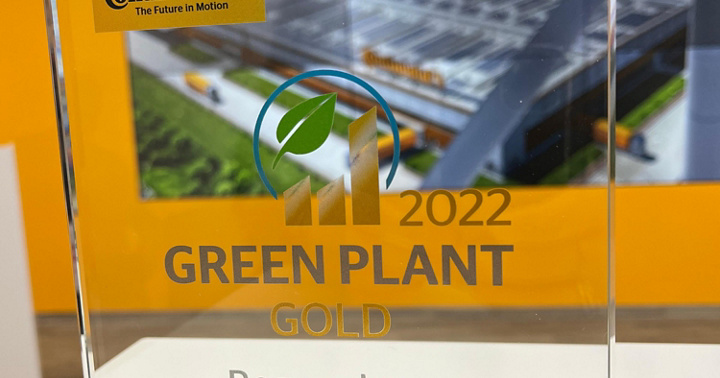 The Future in Motion
2022
GREEN PLANT
GOLD